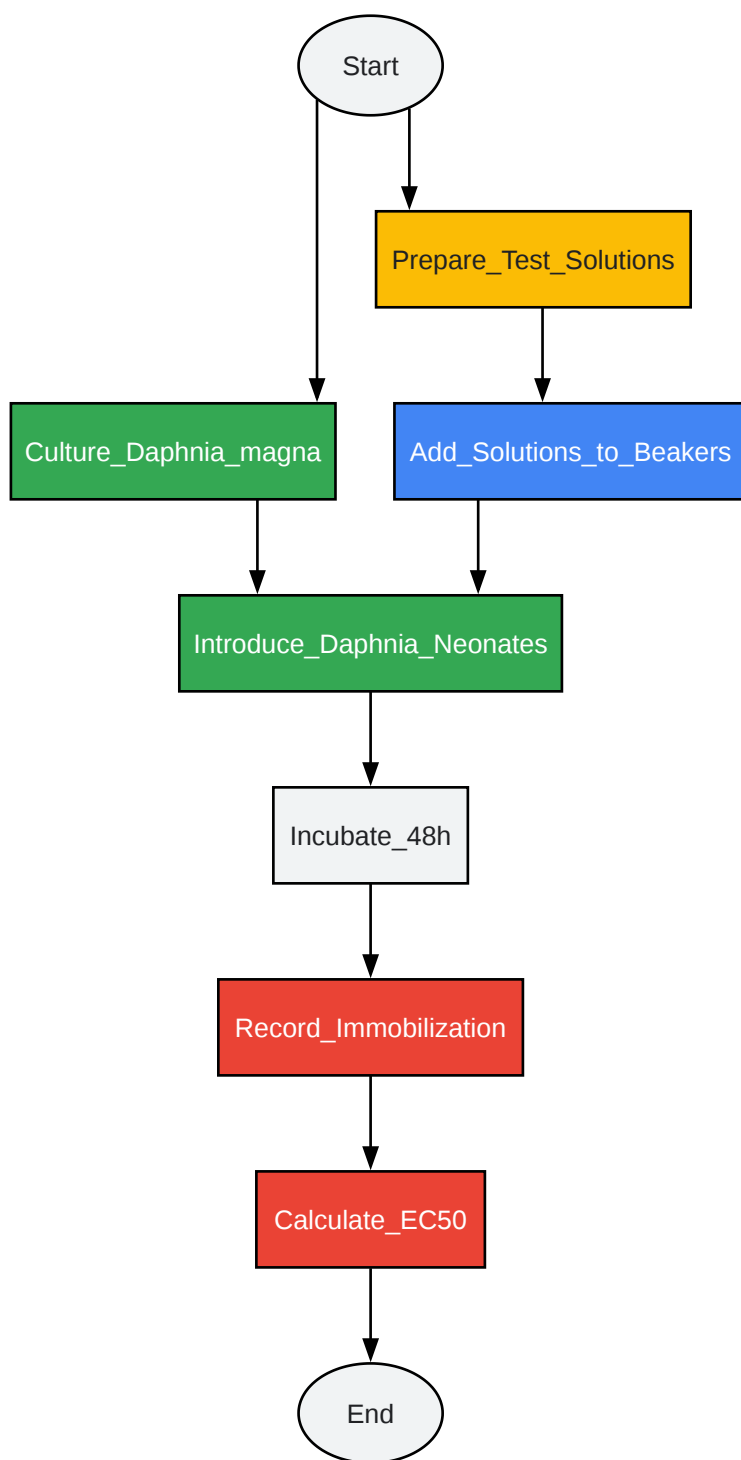 Start
Prepare_Test_Solutions
Culture_Daphnia_magna
Add_Solutions_to_Beakers
Introduce_Daphnia_Neonates
Incubate_48h
Record_Immobilization
Calculate_EC50
End